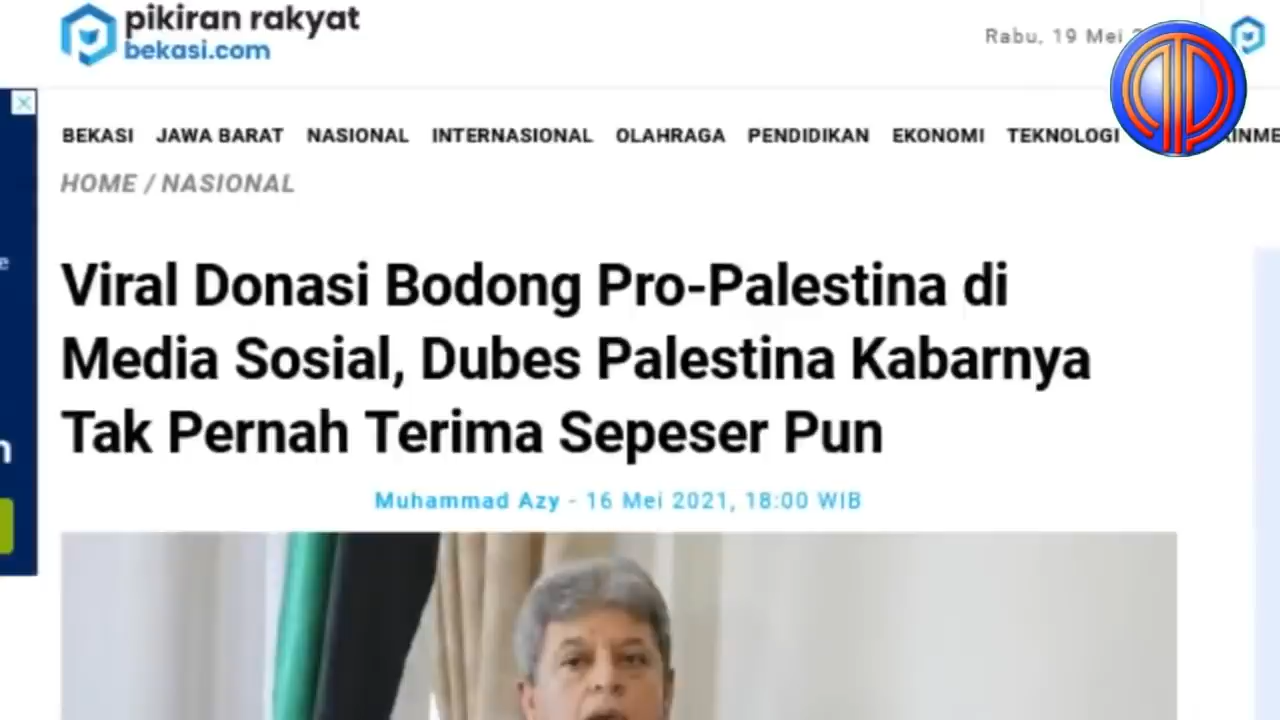 pikiran rakyat
bekasi.com
Rabu, 19 Mei
BEKASI JAWA BARAT NASIONAL INTERNASIONAL OLAHRAGA PENDIDIKAN EKONOMI TEKNOLOGI
HOME / NASIONAL
Viral Donasi Bodong Pro-Palestina di
Media Sosial, Dubes Palestina Kabarnya
Tak Pernah Terima Sepeser Pun
Muhammad Azy - 16 Mei 2021, 18:00 WIB